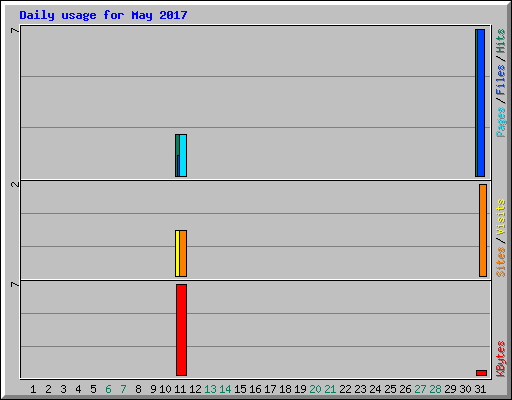 Daily usage for May 2017
7
Pages/Files/Hits
2
Sites/Visits
7
KBytes
1 2 3 4 5 6 7 8 9 10 11 12 13 14 15 16 17 18 19 20 21 22 23 24 25 26 27 28 29 30 31